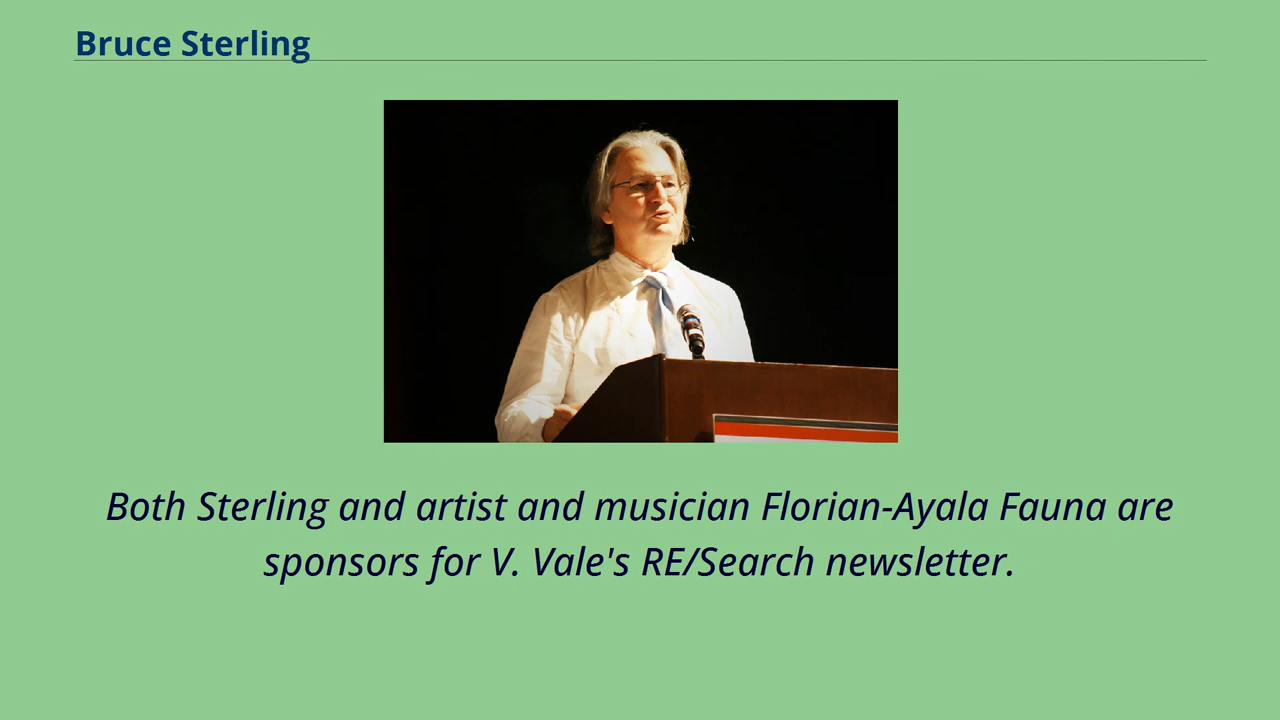 Bruce Sterling
Both Sterling and artist and musician Florian-Ayala Fauna are
sponsors for V. Vale's RE/Search newsletter.